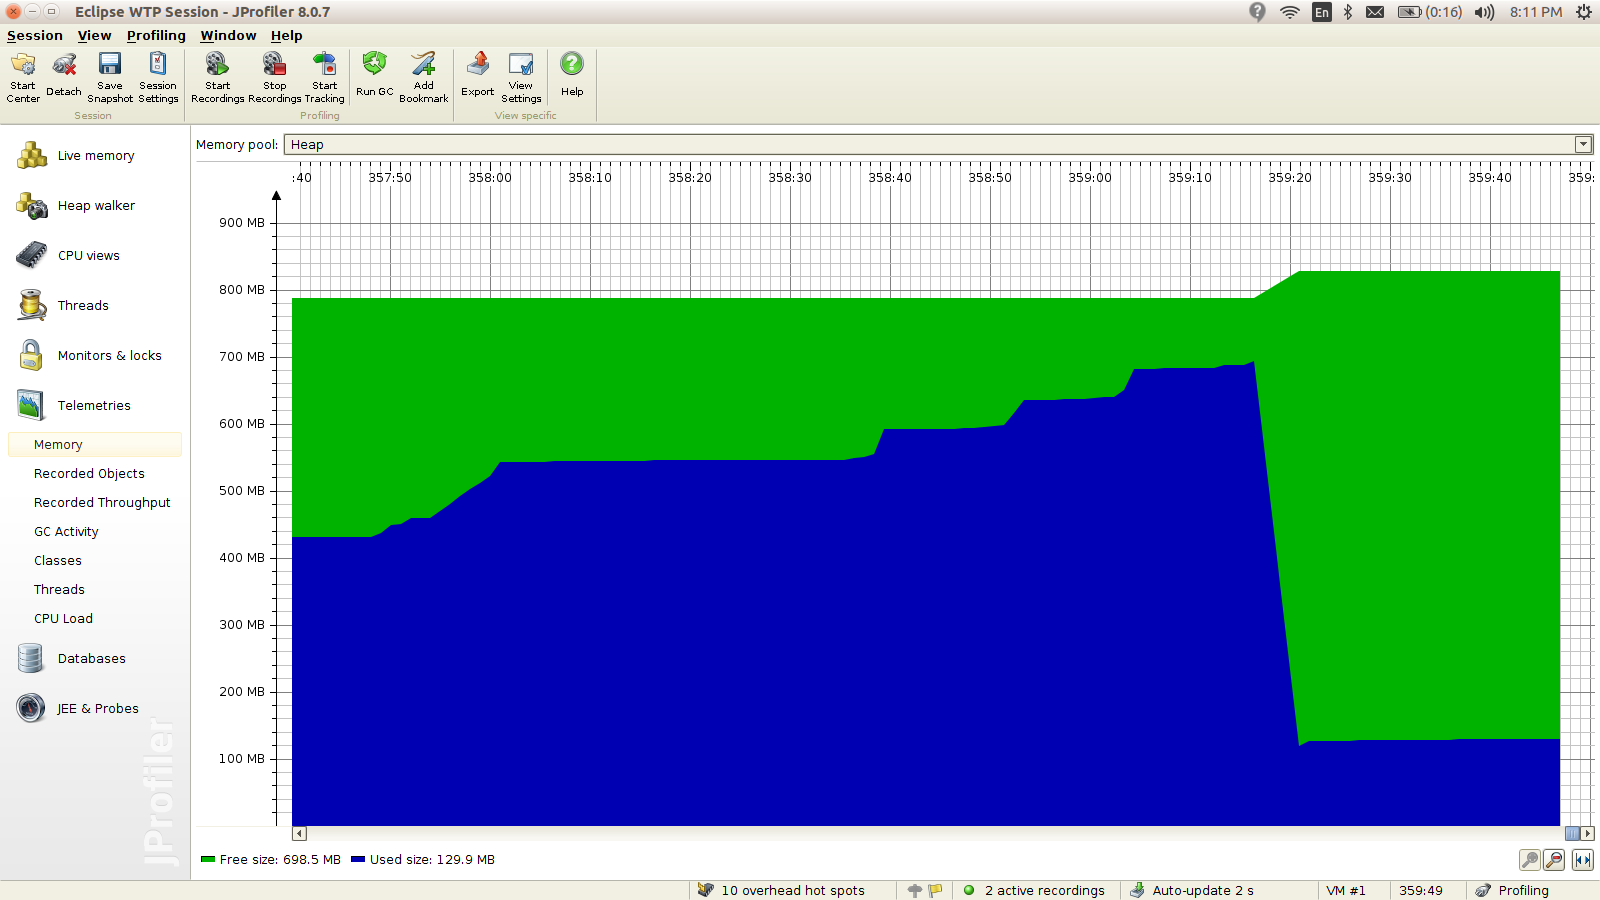 Eclipse WTP Session - JProfiler 8.0.7
En
(0:16)
8:11 PM
Session View Profiling Window Help
Start Center
Detach
Save Snapshot
Session Settings
Start Recordings
Stop Recordings
Start Tracking
Run GC
Add Bookmark
Export
View Settings
Help
Session
Profiling
View specific
Live memory
Heap walker
CPU views
Threads
Monitors & locks
Telemetries
Memory
Recorded Objects
Recorded Throughput
GC Activity
Classes
Threads
CPU Load
Databases
JEE & Probes
JProfiler
Memory pool: Heap
:40 357:50 358:00 358:10 358:20 358:30 358:40 358:50 359:00 359:10 359:20 359:30 359:40 359:
900 MB
800 MB
700 MB
600 MB
500 MB
400 MB
300 MB
200 MB
100 MB
Free size: 698.5 MB Used size: 129.9 MB
10 overhead hot spots 2 active recordings Auto-update 2 s VM #1 359:49 Profiling